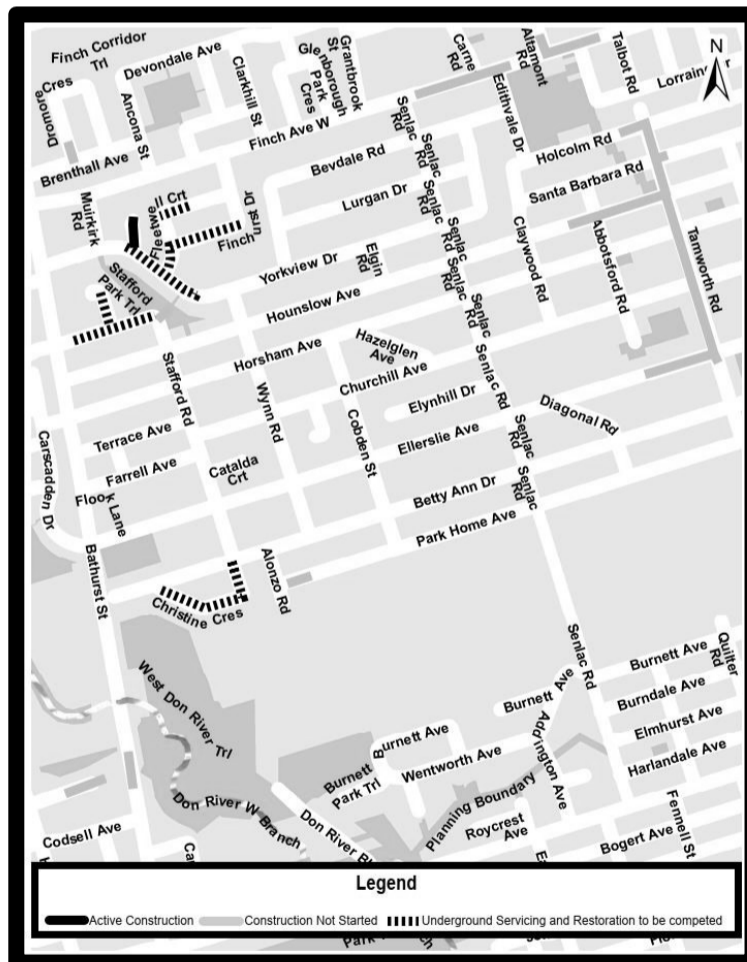 Finch Corridor
Trl
Devondale Ave
Cres
Dromore
Ancona St
Clarkhill St
Glenborough
Park
Cres
Grantbrook
St
Carne
Rd
Altamont
Rd
Talbot Rd
Lorraine
N
Edithvale Dr
Finch Ave W
Senlac
Rd
Brenthall Ave
Bevdale Rd
Holcolm Rd
Muirkirk
Rd
ll Crt
Lurgan Dr
Senlac
Rd
Santa Barbara Rd
Finch
urst Dr
Senlac
Rd
Claywood Rd
Abbotsford Rd
Tamworth Rd
Yorkview Dr
Elgin
Rd
Senlac
Rd
Stafford
Park Trl
Hounslow Ave
Senlac
Rd
Horsham Ave
Hazelglen
Ave
Senlac Rd
Stafford Rd
Wynn Rd
Churchill Ave
Elynhill Dr
Diagonal Rd
Terrace Ave
Cobden St
Ellerslie Ave
Senlac
Rd
Carscadden Dr
Farrell Ave
Catalda
Crt
Floo
k Lane
Betty Ann Dr
Senlac
Rd
Park Home Ave
Bathurst St
Alonzo Rd
Christine Cres
Senlac Rd
Burnett Ave
Quilter
Rd
West Don River Trl
Burnett Ave
Burndale Ave
Addington Ave
Burnett Ave
Elmhurst Ave
Burnett
Park Trl
Wentworth Ave
Harlandale Ave
Don River W Branch
Don River B
Planning Boundary
Roycrest
Ave
Fennell St
Codsell Ave
Bogert Ave
Legend
Active Construction Construction Not Started Underground Servicing and Restoration to be competed